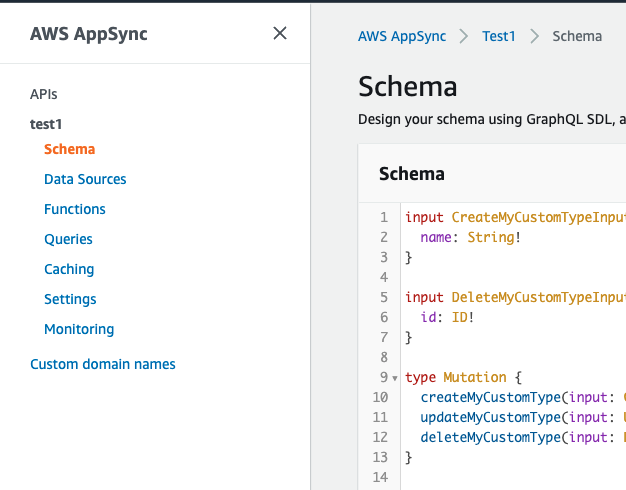 AWS AppSync
APIs
test1
Schema
Data Sources
Functions
Queries
Caching
Settings
Monitoring
Custom domain names
AWS AppSync > Test1 > Schema
Schema
Design your schema using GraphQL SDL, a
Schema
1 input CreateMyCustomTypeInput
2 name: String!
3 }
4
5 input DeleteMyCustomTypeInput
6 id: ID!
7 }
8
9 type Mutation {
10 createMyCustomType(input:
11 updateMyCustomType(input:
12 deleteMyCustomType(input:
13 }
14